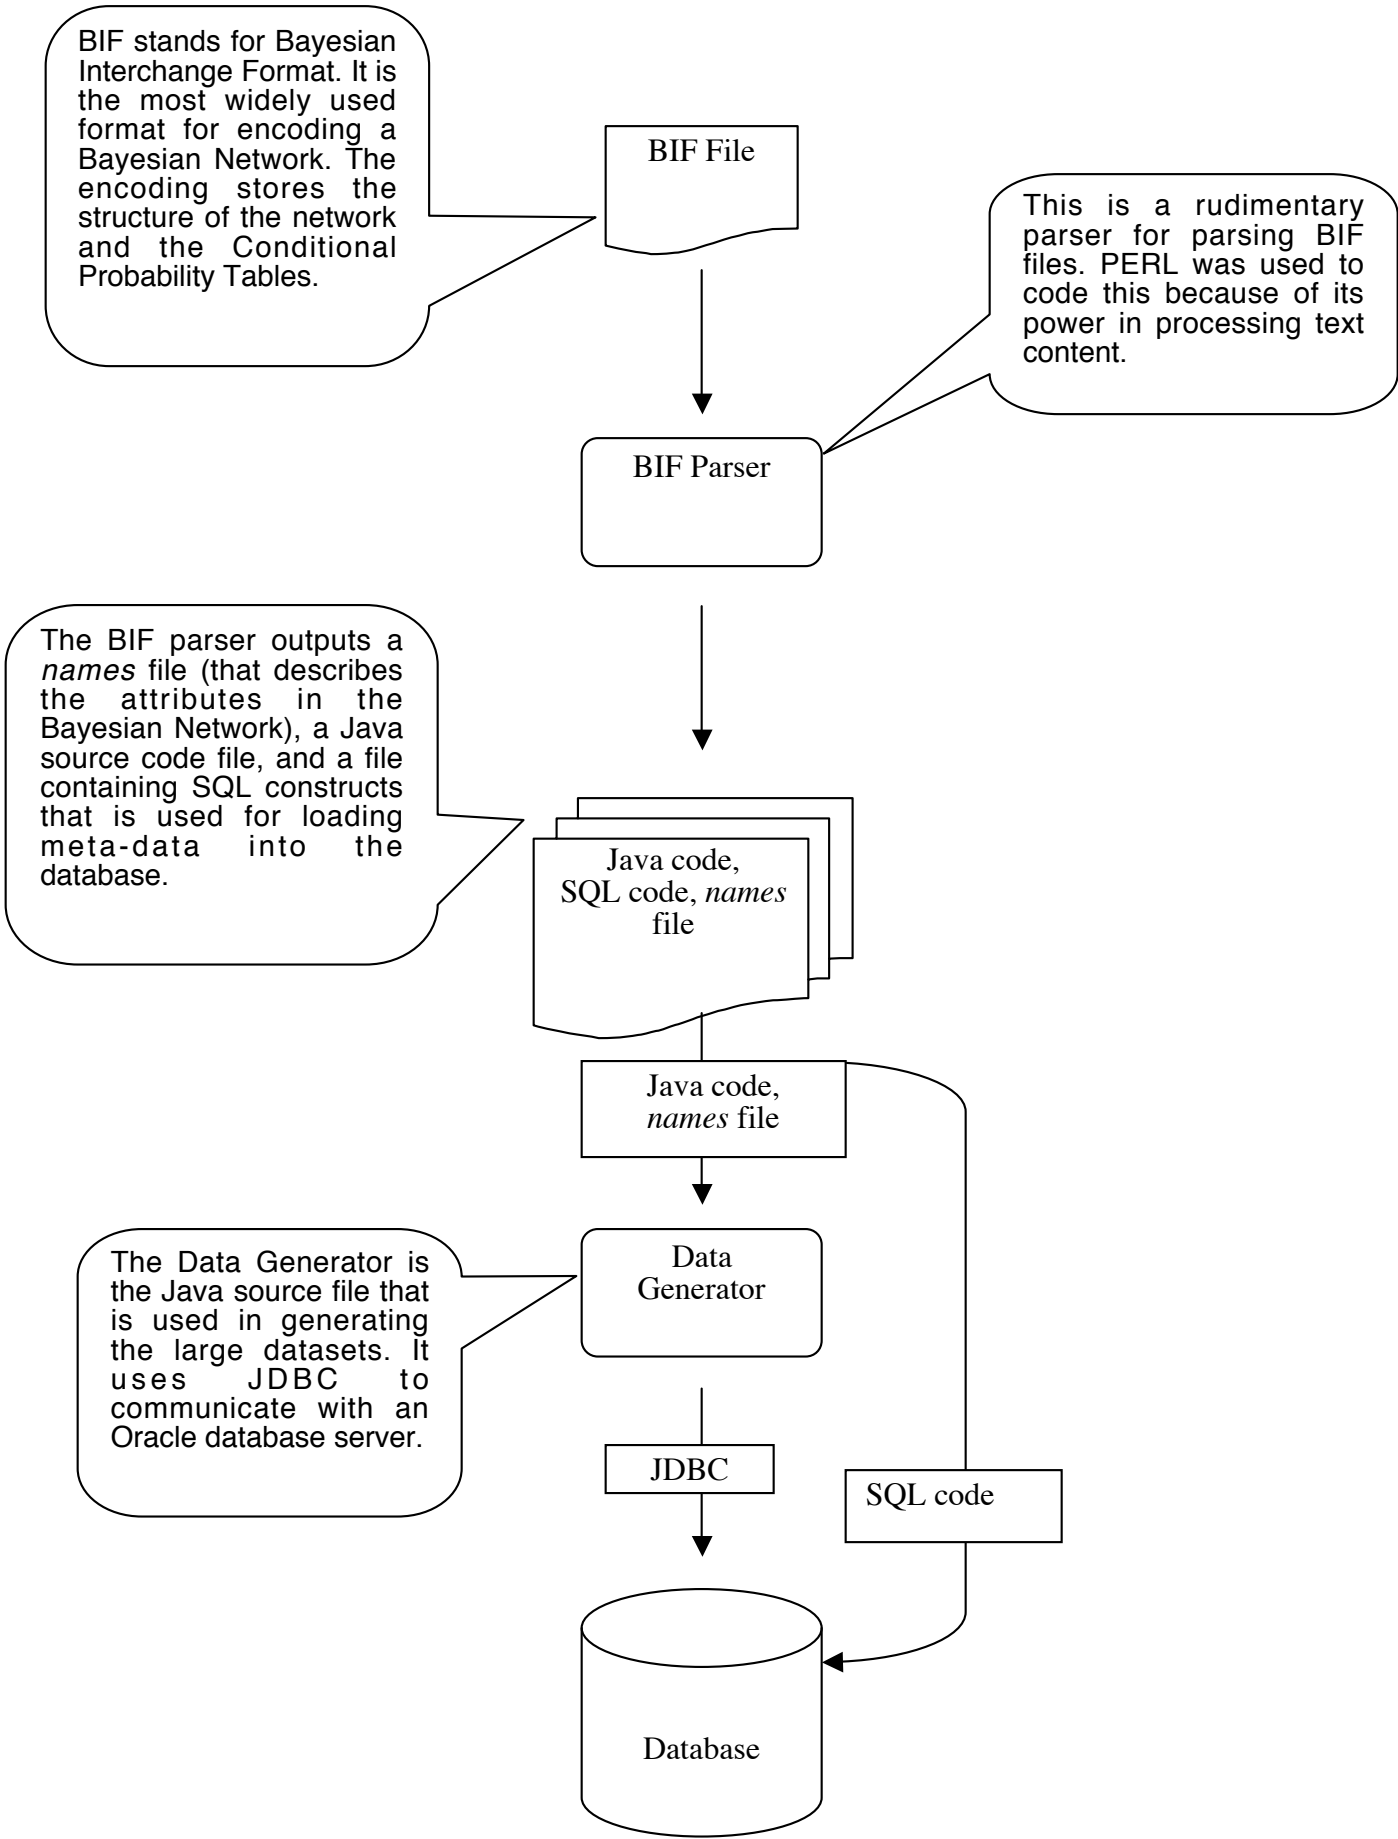 BIF stands for Bayesian
Interchange Format. It is
the most widely used
format for encoding a
Bayesian Network. The
encoding stores the
structure of the network
and the Conditional
Probability Tables.
BIF File
This is a rudimentary
parser for parsing BIF
files. PERL was used to
code this because of its
power in processing text
content.
BIF Parser
The BIF parser outputs a
names file (that describes
the attributes in the
Bayesian Network), a Java
source code file, and a file
containing SQL constructs
that is used for loading
meta-data into the
database.
Java code,
SQL code, names
file
Java code,
names file
The Data Generator is
the Java source file that
is used in generating
the large datasets. It
uses JDBC to
communicate with an
Oracle database server.
Data
Generator
JDBC
SQL code
Database